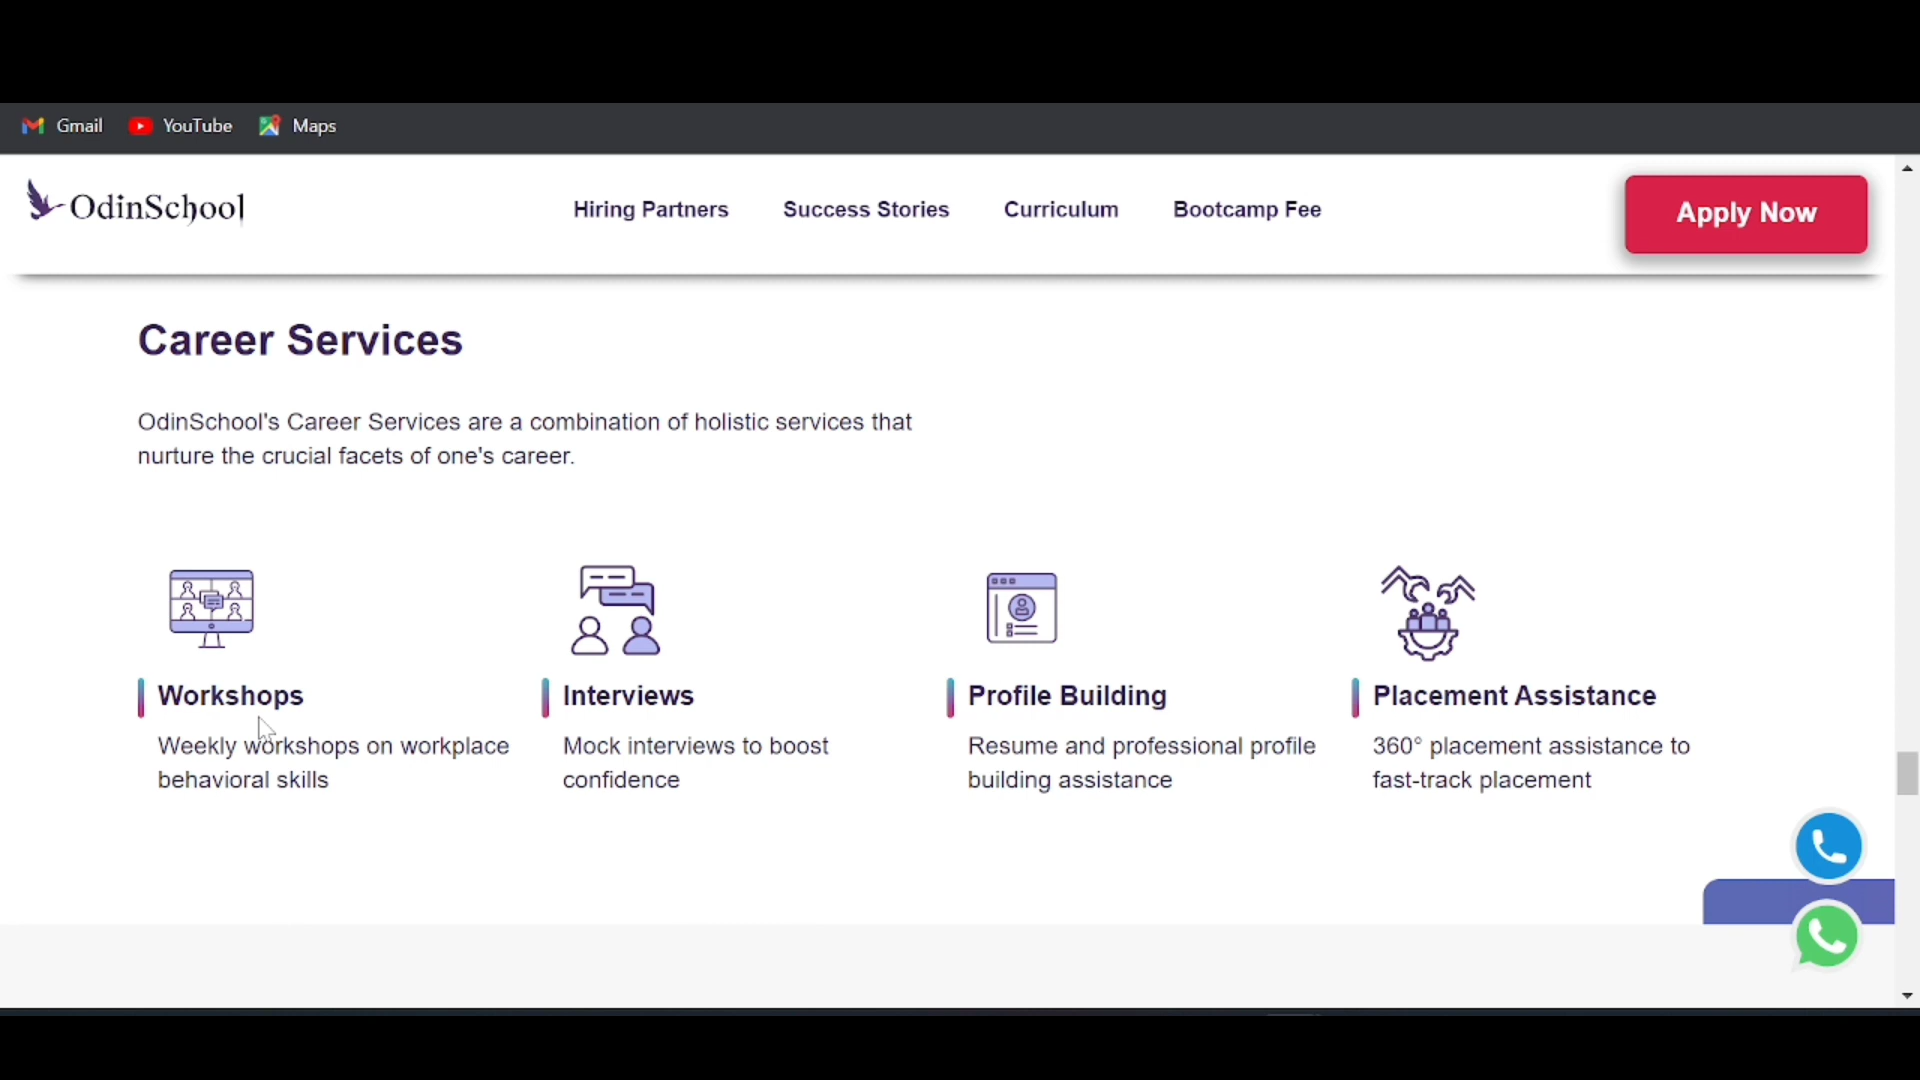 Gmail YouTube Maps
OdinSchool Hiring Partners Success Stories Curriculum Bootcamp Fee Apply Now
Career Services
OdinSchool's Career Services are a combination of holistic services that
nurture the crucial facets of one's career.
Workshops
Weekly workshops on workplace
behavioral skills
Interviews
Mock interviews to boost
confidence
Profile Building
Resume and professional profile
building assistance
Placement Assistance
360° placement assistance to
fast-track placement